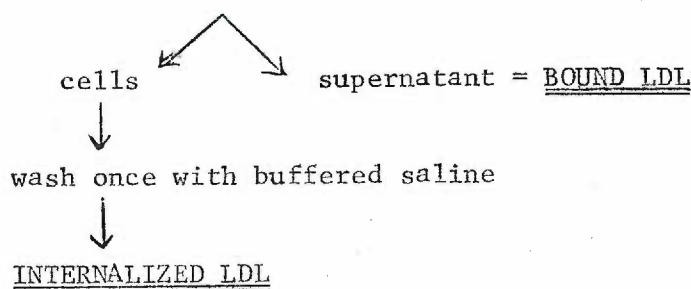 cells supernatant = BOUND LDL
wash once with buffered saline
INTERNALIZED LDL